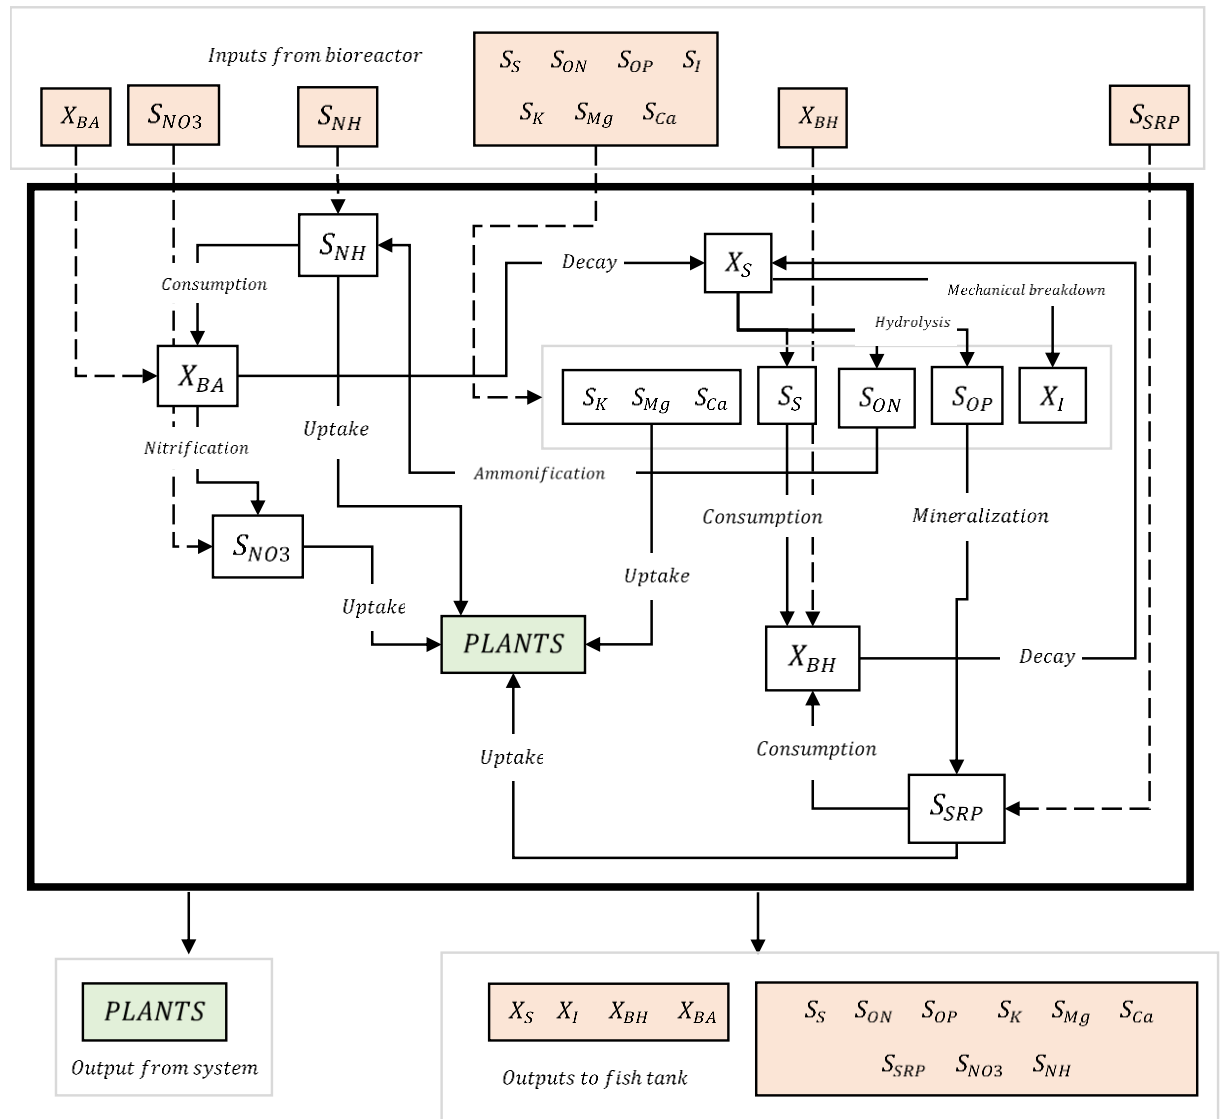 Inputs from bioreactor
S_S S_ON S_OP S_I
S_K S_Mg S_Ca
X_BA
S_NO3
S_NH
X_BH
S_SRP
S_NH
X_S
Decay
Consumption
Mechanical breakdown
Hydrolysis
X_BA
S_K S_Mg S_Ca
S_S
S_ON
S_OP
X_I
Uptake
Nitrification
Ammonification
Consumption
Mineralization
S_NO3
Uptake
Uptake
PLANTS
X_BH
Decay
Uptake
Consumption
S_SRP
PLANTS
Output from system
X_S X_I X_BH X_BA
Outputs to fish tank
S_S S_ON S_OP S_K S_Mg S_Ca
S_SRP S_NO3 S_NH